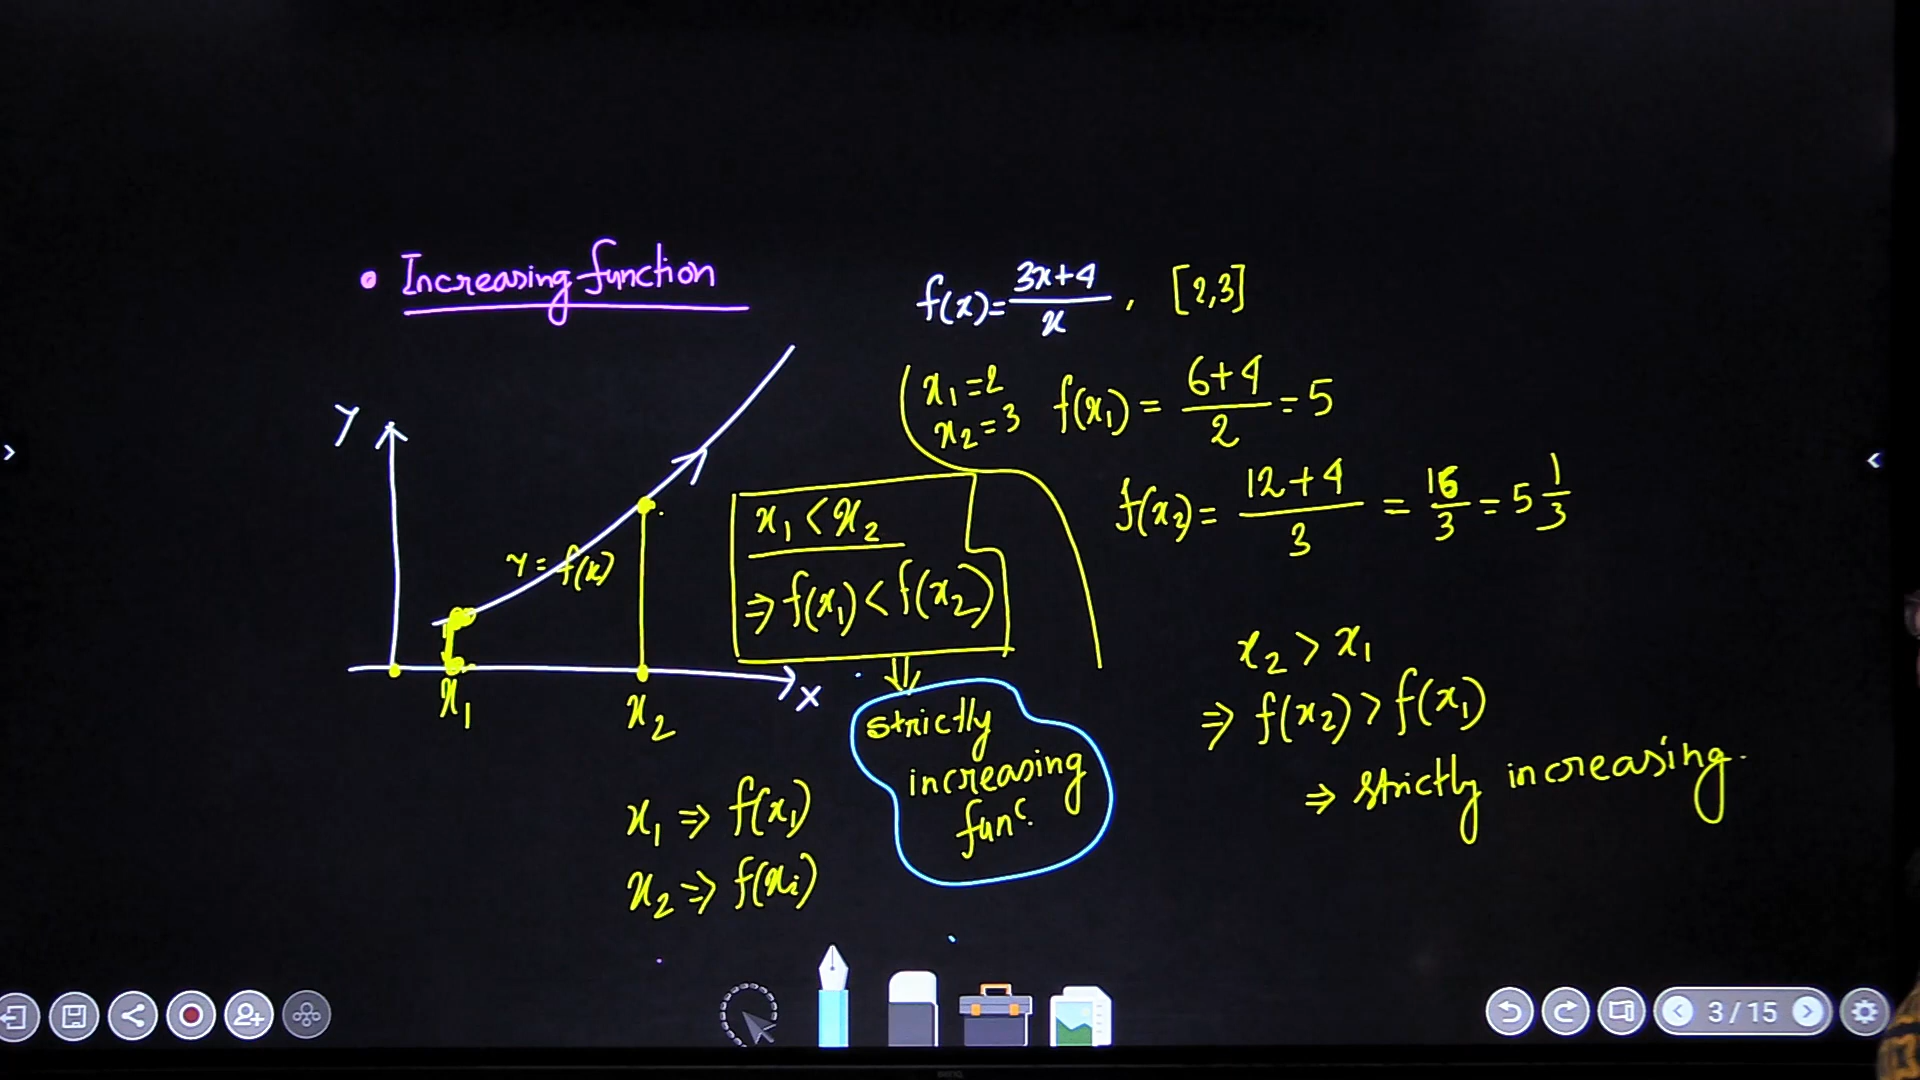 • Increasing function
Y
y = f(x)
x₁
x₂
X
x₁ ⇒ f(x₁)
x₂ ⇒ f(x₂)
x₁ < x₂
⇒ f(x₁) < f(x₂)
strictly
increasing
funᶜ.
f(x) = (3x+4)/x , [2,3]
x₁ = 2
x₂ = 3
f(x₁) = (6+4)/2 = 5
f(x₂) = (12+4)/3 = 16/3 = 5 1/3
x₂ > x₁
⇒ f(x₂) > f(x₁)
⇒ strictly increasing.
3 / 15